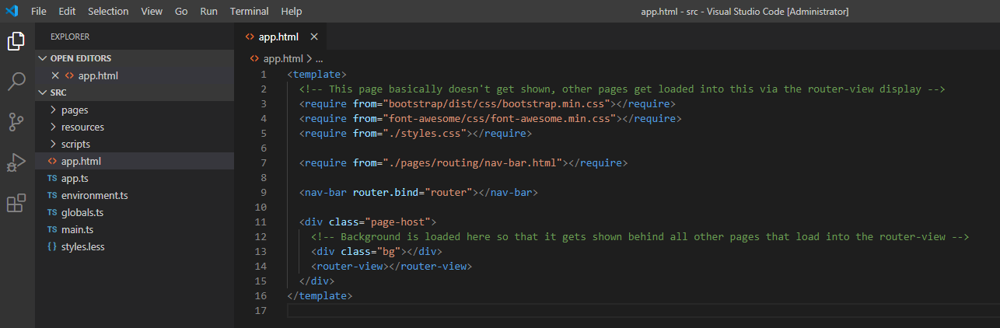 File Edit Selection View Go Run Terminal Help app.html - src - Visual Studio Code [Administrator]
EXPLORER
OPEN EDITORS
app.html
SRC
pages
resources
scripts
app.html
TS app.ts
TS environment.ts
TS globals.ts
TS main.ts
{} styles.less
<> app.html
<> app.html > ...
1 <template>
2 <!-- This page basically doesn't get shown, other pages get loaded into this via the router-view display -->
3 <require from="bootstrap/dist/css/bootstrap.min.css"></require>
4 <require from="font-awesome/css/font-awesome.min.css"></require>
5 <require from="./styles.css"></require>
6
7 <require from="./pages/routing/nav-bar.html"></require>
8
9 <nav-bar router.bind="router"></nav-bar>
10
11 <div class="page-host">
12 <!-- Background is loaded here so that it gets shown behind all other pages that load into the router-view -->
13 <div class="bg"></div>
14 <router-view></router-view>
15 </div>
16 </template>
17